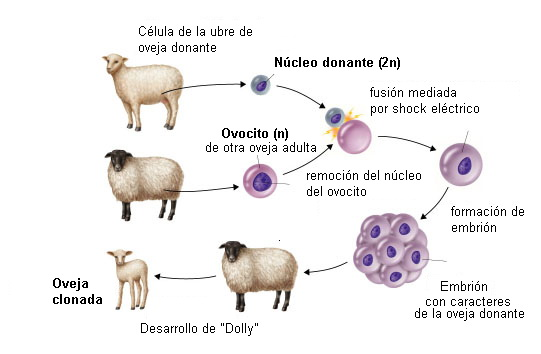 Célula de la ubre de
oveja donante
Núcleo donante (2n)
fusión mediada
por shock eléctrico
Ovocito (n)
de otra oveja adulta
remoción del núcleo
del ovocito
formación de
embrión
Embrión
con caracteres
de la oveja donante
Oveja
clonada
Desarrollo de "Dolly"